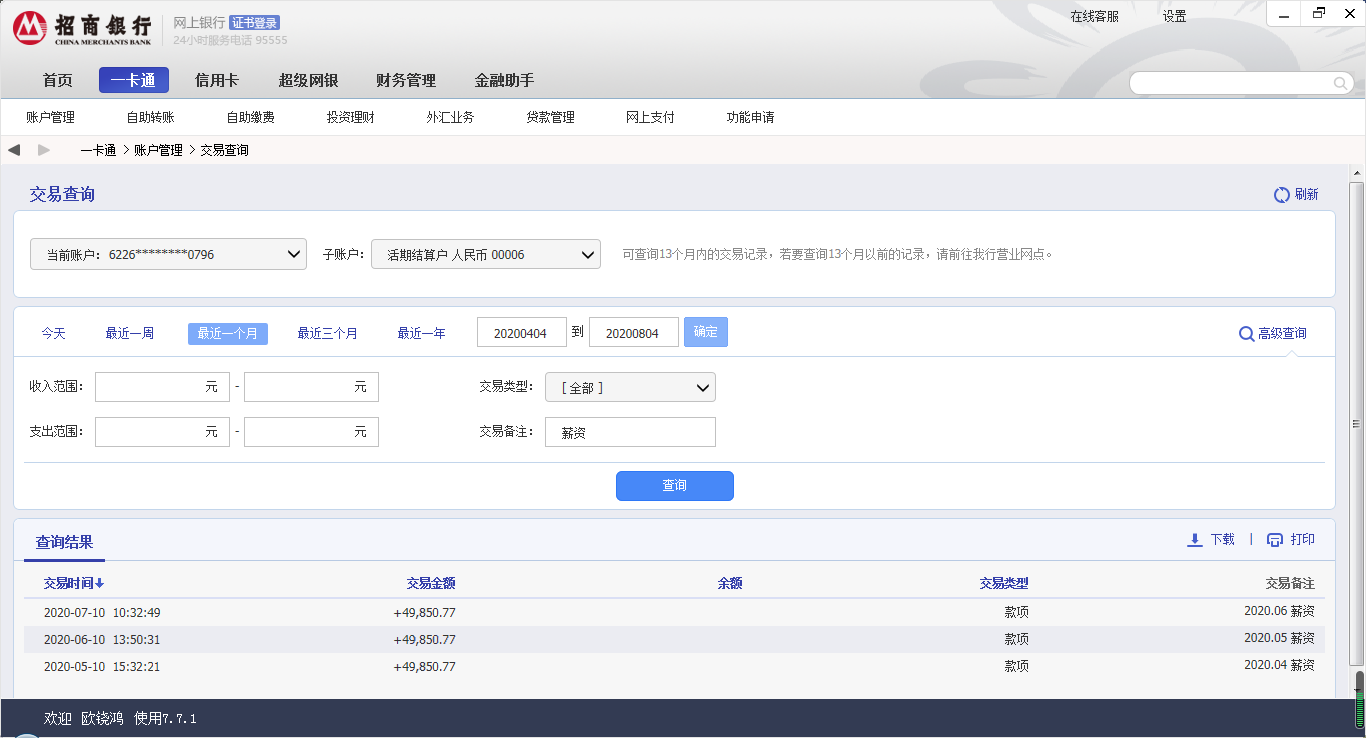 招商银行 网上银行 证书登录 在线客服 设置
CHINA MERCHANTS BANK 24小时服务电话 95555
首页 一卡通 信用卡 超级网银 财务管理 金融助手
账户管理 自助转账 自助缴费 投资理财 外汇业务 贷款管理 网上支付 功能申请
一卡通 > 账户管理 > 交易查询
交易查询 刷新
当前账户: 6226********0796 子账户: 活期结算户 人民币 00006 可查询13个月内的交易记录，若要查询13个月以前的记录，请前往我行营业网点。
今天 最近一周 最近一个月 最近三个月 最近一年 20200404 到 20200804 确定 高级查询
收入范围: 元 - 元 交易类型: [ 全部 ]
支出范围: 元 - 元 交易备注: 薪资
查询
查询结果 下载 | 打印
交易时间 交易金额 余额 交易类型 交易备注
2020-07-10 10:32:49 +49,850.77 款项 2020.06 薪资
2020-06-10 13:50:31 +49,850.77 款项 2020.05 薪资
2020-05-10 15:32:21 +49,850.77 款项 2020.04 薪资
欢迎 欧铙鸿 使用7.7.1